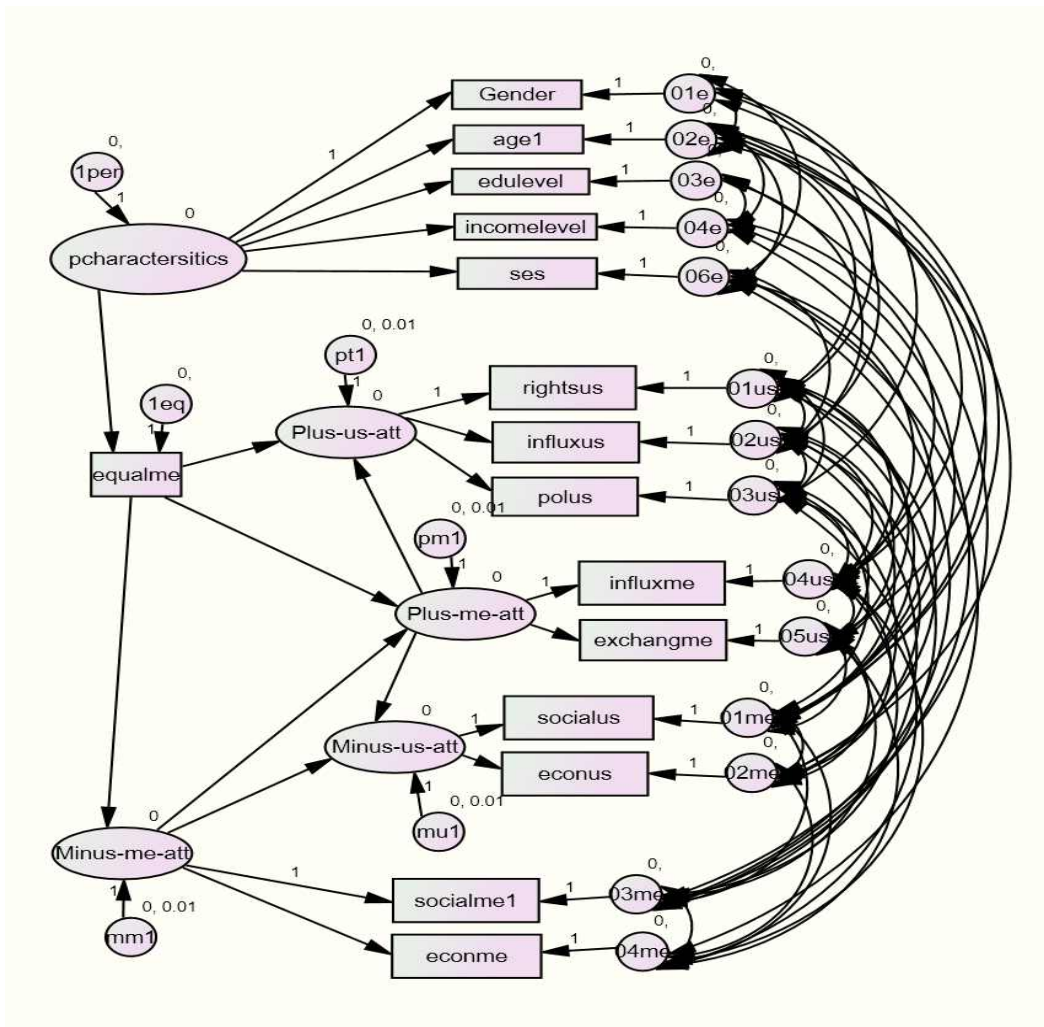 0,
Gender
1
01e
0,
age1
1
02e
0,
1
0,
1per
1
0
edulevel
1
03e
0,
incomelevel
1
04e
pcharactersitics
0,
ses
1
06e
0, 0.01
pt1
1
0,
1eq
1
0
Plus-us-att
1
rightsus
1
0,
01us
influxus
1
0,
02us
equalme
polus
1
0,
03us
0, 0.01
pm1
1
0
Plus-me-att
1
influxme
1
0,
04us
exchangme
1
0,
05us
0
Minus-us-att
1
socialus
1
0,
01me
econus
1
0,
02me
1
0, 0.01
mu1
0
Minus-me-att
1
0, 0.01
mm1
1
socialme1
1
0,
03me
econme
1
0,
04me